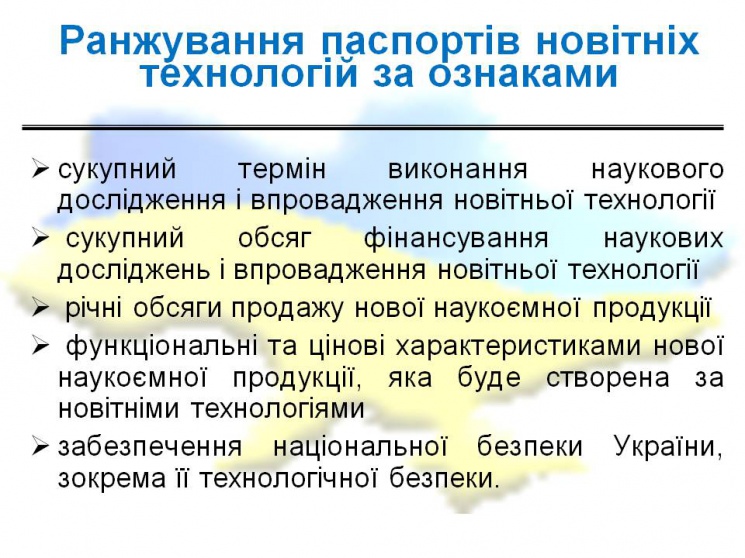 Ранжування паспортів новітніх
технологій за ознаками
➢ сукупний термін виконання наукового
дослідження і впровадження новітньої технології
➢ сукупний обсяг фінансування наукових
досліджень і впровадження новітньої технології
➢ річні обсяги продажу нової наукоємної продукції
➢ функціональні та цінові характеристиками нової
наукоємної продукції, яка буде створена за
новітніми технологіями
➢ забезпечення національної безпеки України,
зокрема її технологічної безпеки.